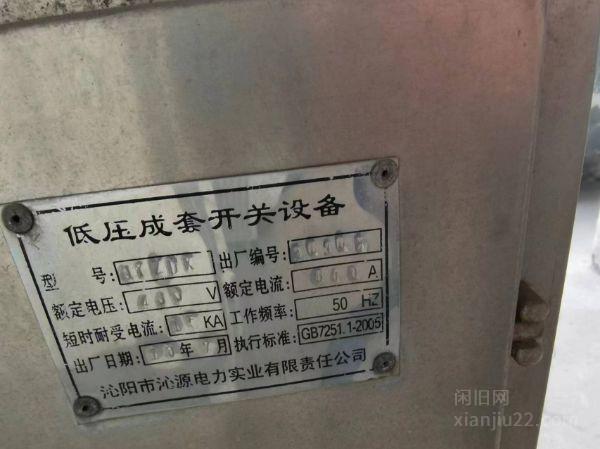 低压成套开关设备
型 号: 出厂编号:
额定电压: 400 V 额定电流: A
短时耐受电流: KA 工作频率: 50 HZ
出厂日期: 年 月 执行标准: GB7251.1-2005
沁阳市沁源电力实业有限责任公司
闲旧网
xianjiu22.com